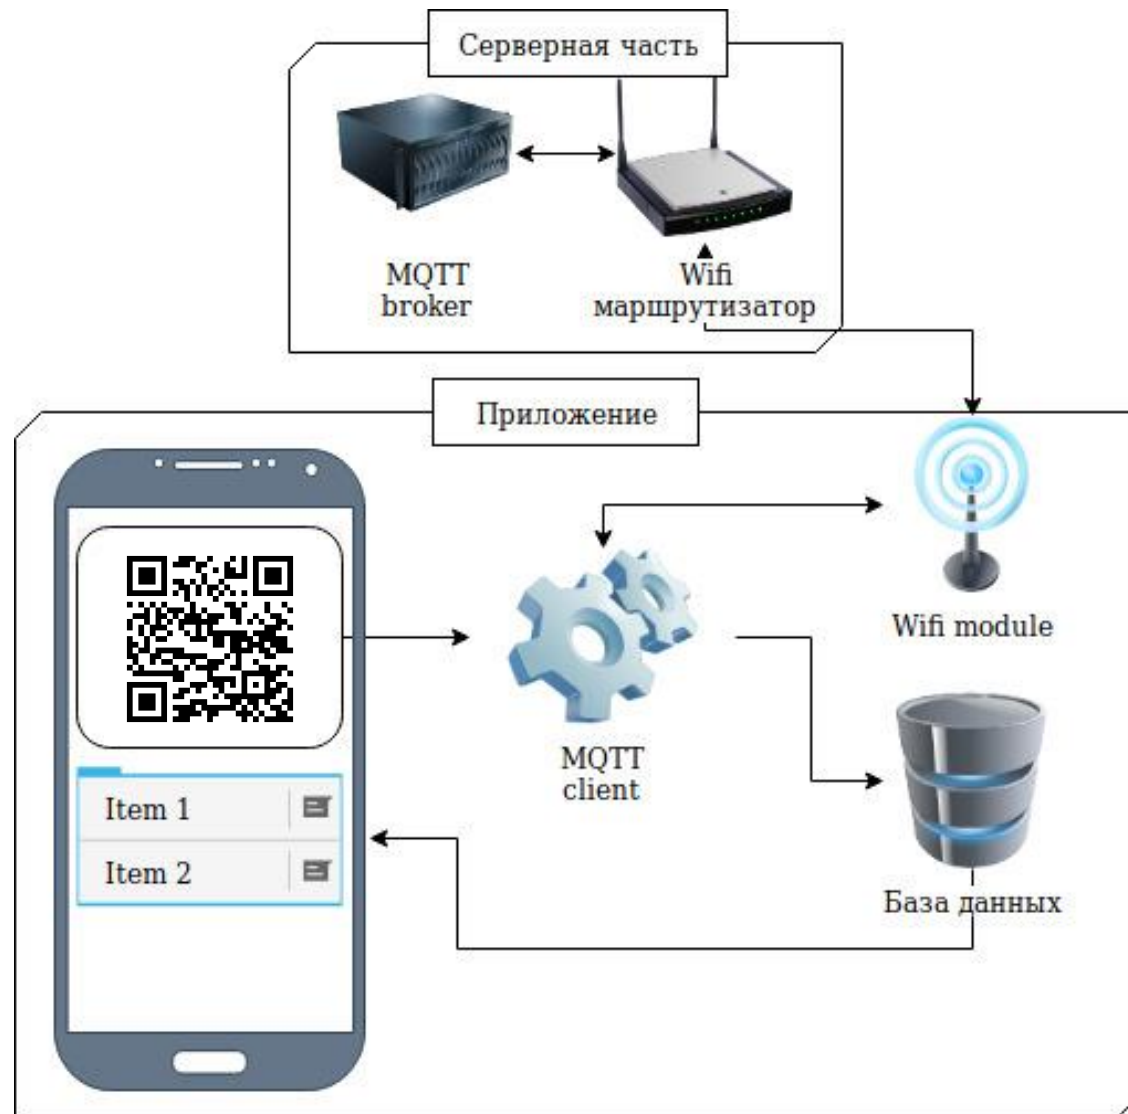 Серверная часть
MQTT
broker
Wifi
маршрутизатор
Приложение
Wifi module
MQTT
client
Item 1
Item 2
База данных